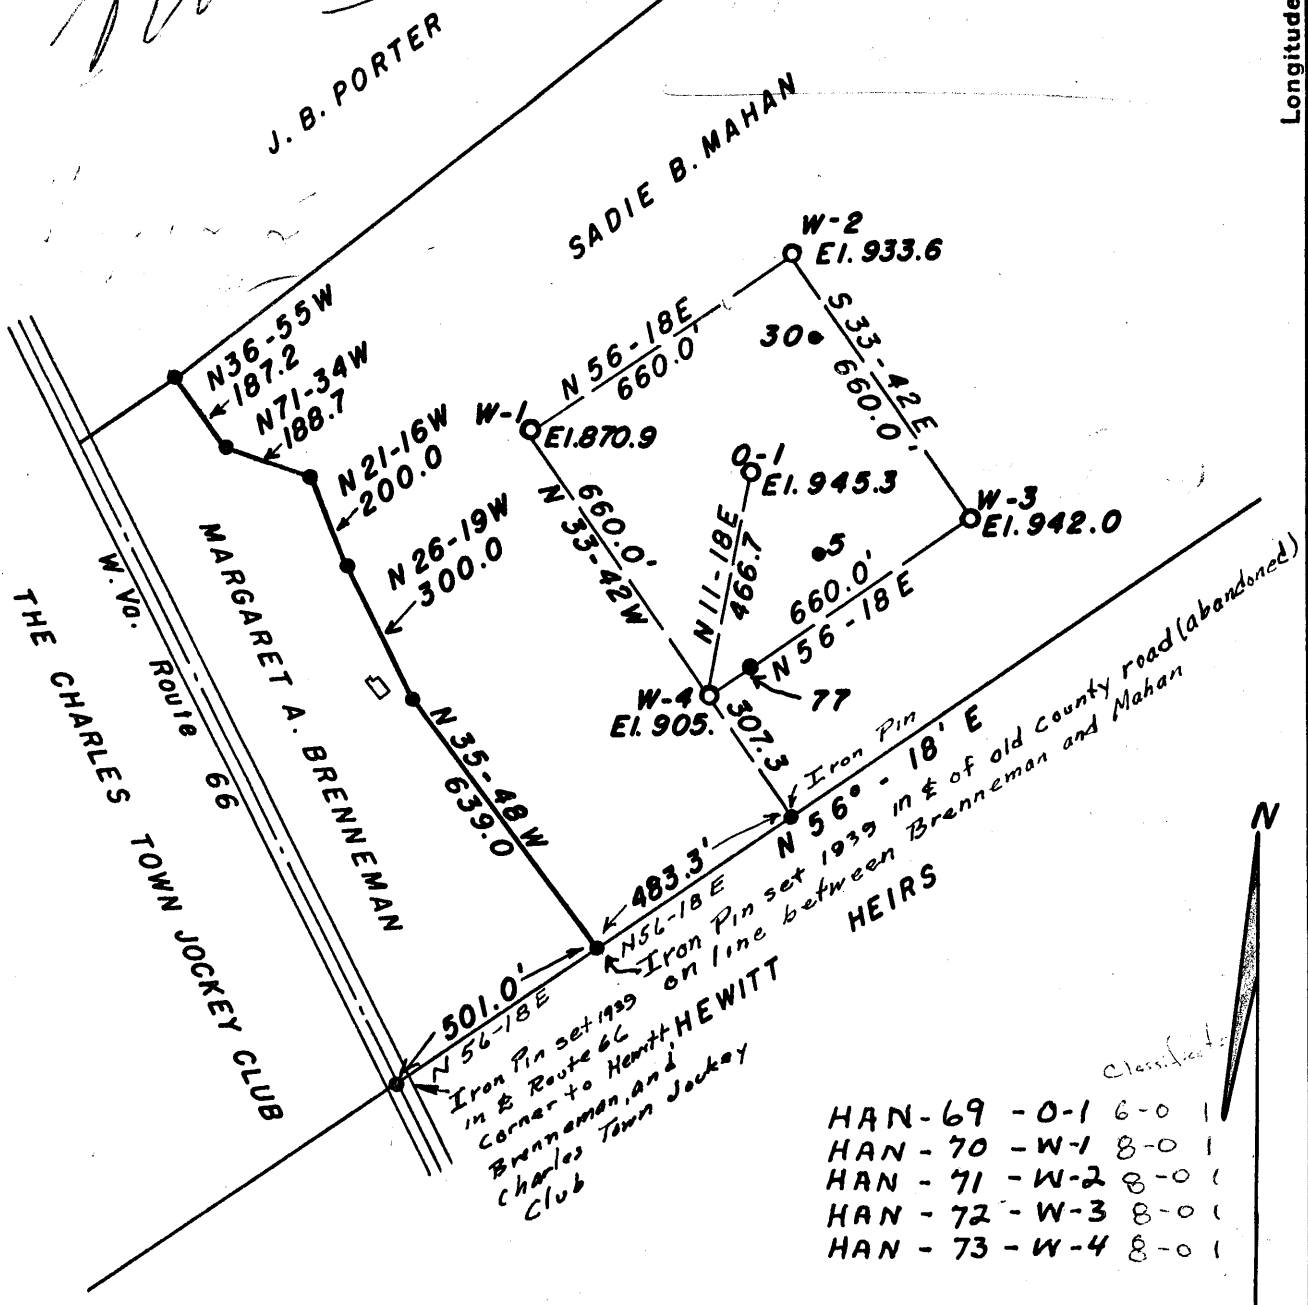 Longitude
J. B. PORTER
SADIE B. MAHAN
W-2
El. 933.6
N36-55W
187.2
N71-34W
188.7
N 21-16W
200.0
N 26-19W
300.0
N 35-48 W
639.0
W-1
El.870.9
N 56-18E
660.0'
30
S 33-42 E
660.0'
O-1
El. 945.3
W-3
El. 942.0
660.0'
N 33-42W
N 11-18E
466.7
5
660.0'
N 56-18 E
W-4
El. 905.
77
307.3
Iron Pin
N 56° - 18' E
MARGARET A. BRENNEMAN
W. Va. Route 66
THE CHARLES TOWN JOCKEY CLUB
483.3'
N56-18 E
Iron Pin set 1939 in ⅊ of old county road (abandoned)
on line between Brenneman and Mahan
HEWITT HEIRS
501.0'
N 56-18E
Iron Pin set 1939
in ⅊ Route 66
corner to Hewitt,
Brenneman, and
Charles Town Jockey
Club
N
HAN-69 -O-1 6-0 1
HAN - 70 - W-1 8-0 1
HAN - 71 - W-2 8-0 1
HAN - 72 - W-3 8-0 1
HAN - 73 - W-4 8-0 1